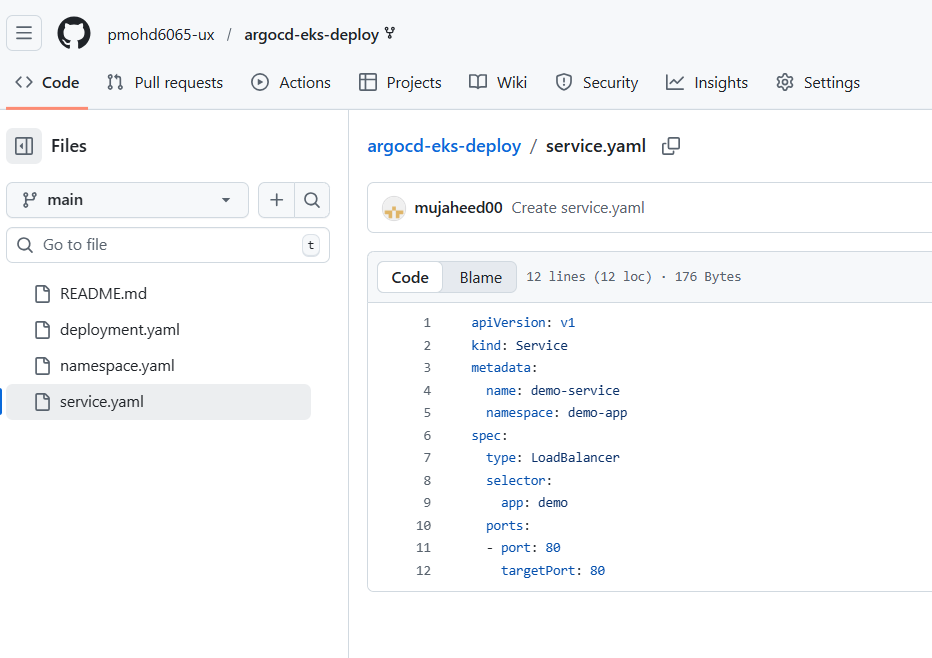 pmohd6065-ux / argocd-eks-deploy
Code Pull requests Actions Projects Wiki Security Insights Settings
Files
main
Go to file t
README.md
deployment.yaml
namespace.yaml
service.yaml
argocd-eks-deploy / service.yaml
mujaheed00 Create service.yaml
Code Blame 12 lines (12 loc) · 176 Bytes
1 apiVersion: v1
2 kind: Service
3 metadata:
4   name: demo-service
5   namespace: demo-app
6 spec:
7   type: LoadBalancer
8   selector:
9     app: demo
10   ports:
11   - port: 80
12     targetPort: 80